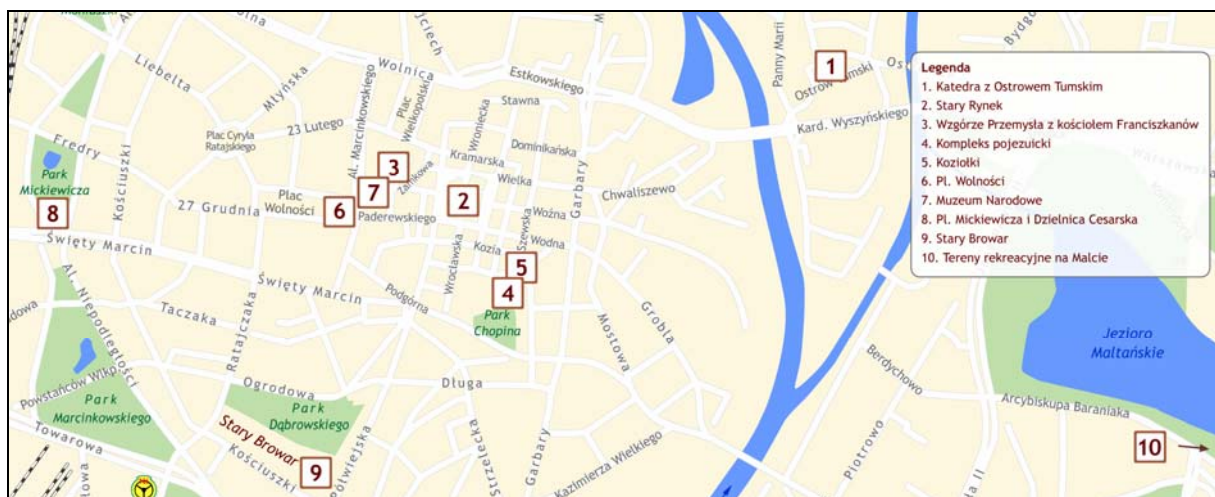 Wolnica
Estkowskiego
Panny Marii
1
Ostrów Tumski
Kard. Wyszyńskiego
Liebelta
Młyńska
Al. Marcinkowskiego
Plac
Wielkopolski
Stawna
Woniecka
Dominikańska
23 Lutego
Plac Cyryla
Ratajskiego
Fredry
Kościuszki
Park
Mickiewicza
8
3
Kramarska
Zamkowa
7
Wielka
Garbary
Chwaliszewo
2
27 Grudnia
Plac
Wolności
6
Paderewskiego
Woźna
Święty Marcin
Kozia
Szewska
Wodna
5
4
Park
Chopina
Wrocławska
Podgórna
Święty Marcin
Al. Niepodległości
Taczaka
Ratajczaka
Mostowa
Grobla
Powstańców Wlkp.
Park
Marcinkowskiego
Ogrodowa
Park
Dąbrowskiego
Długa
Towarowa
Stary Browar
Kościuszki
9
Półwiejska
Strzelecka
Garbary
Kazimierza Wielkiego
Piotrowo
Berdychowo
Arcybiskupa Baraniaka
10
Jezioro
Maltańskie
Legenda
1. Katedra z Ostrowem Tumskim
2. Stary Rynek
3. Wzgórze Przemysła z kościołem Franciszkanów
4. Kompleks pojezuicki
5. Koziołki
6. Pl. Wolności
7. Muzeum Narodowe
8. Pl. Mickiewicza i Dzielnica Cesarska
9. Stary Browar
10. Tereny rekreacyjne na Malcie